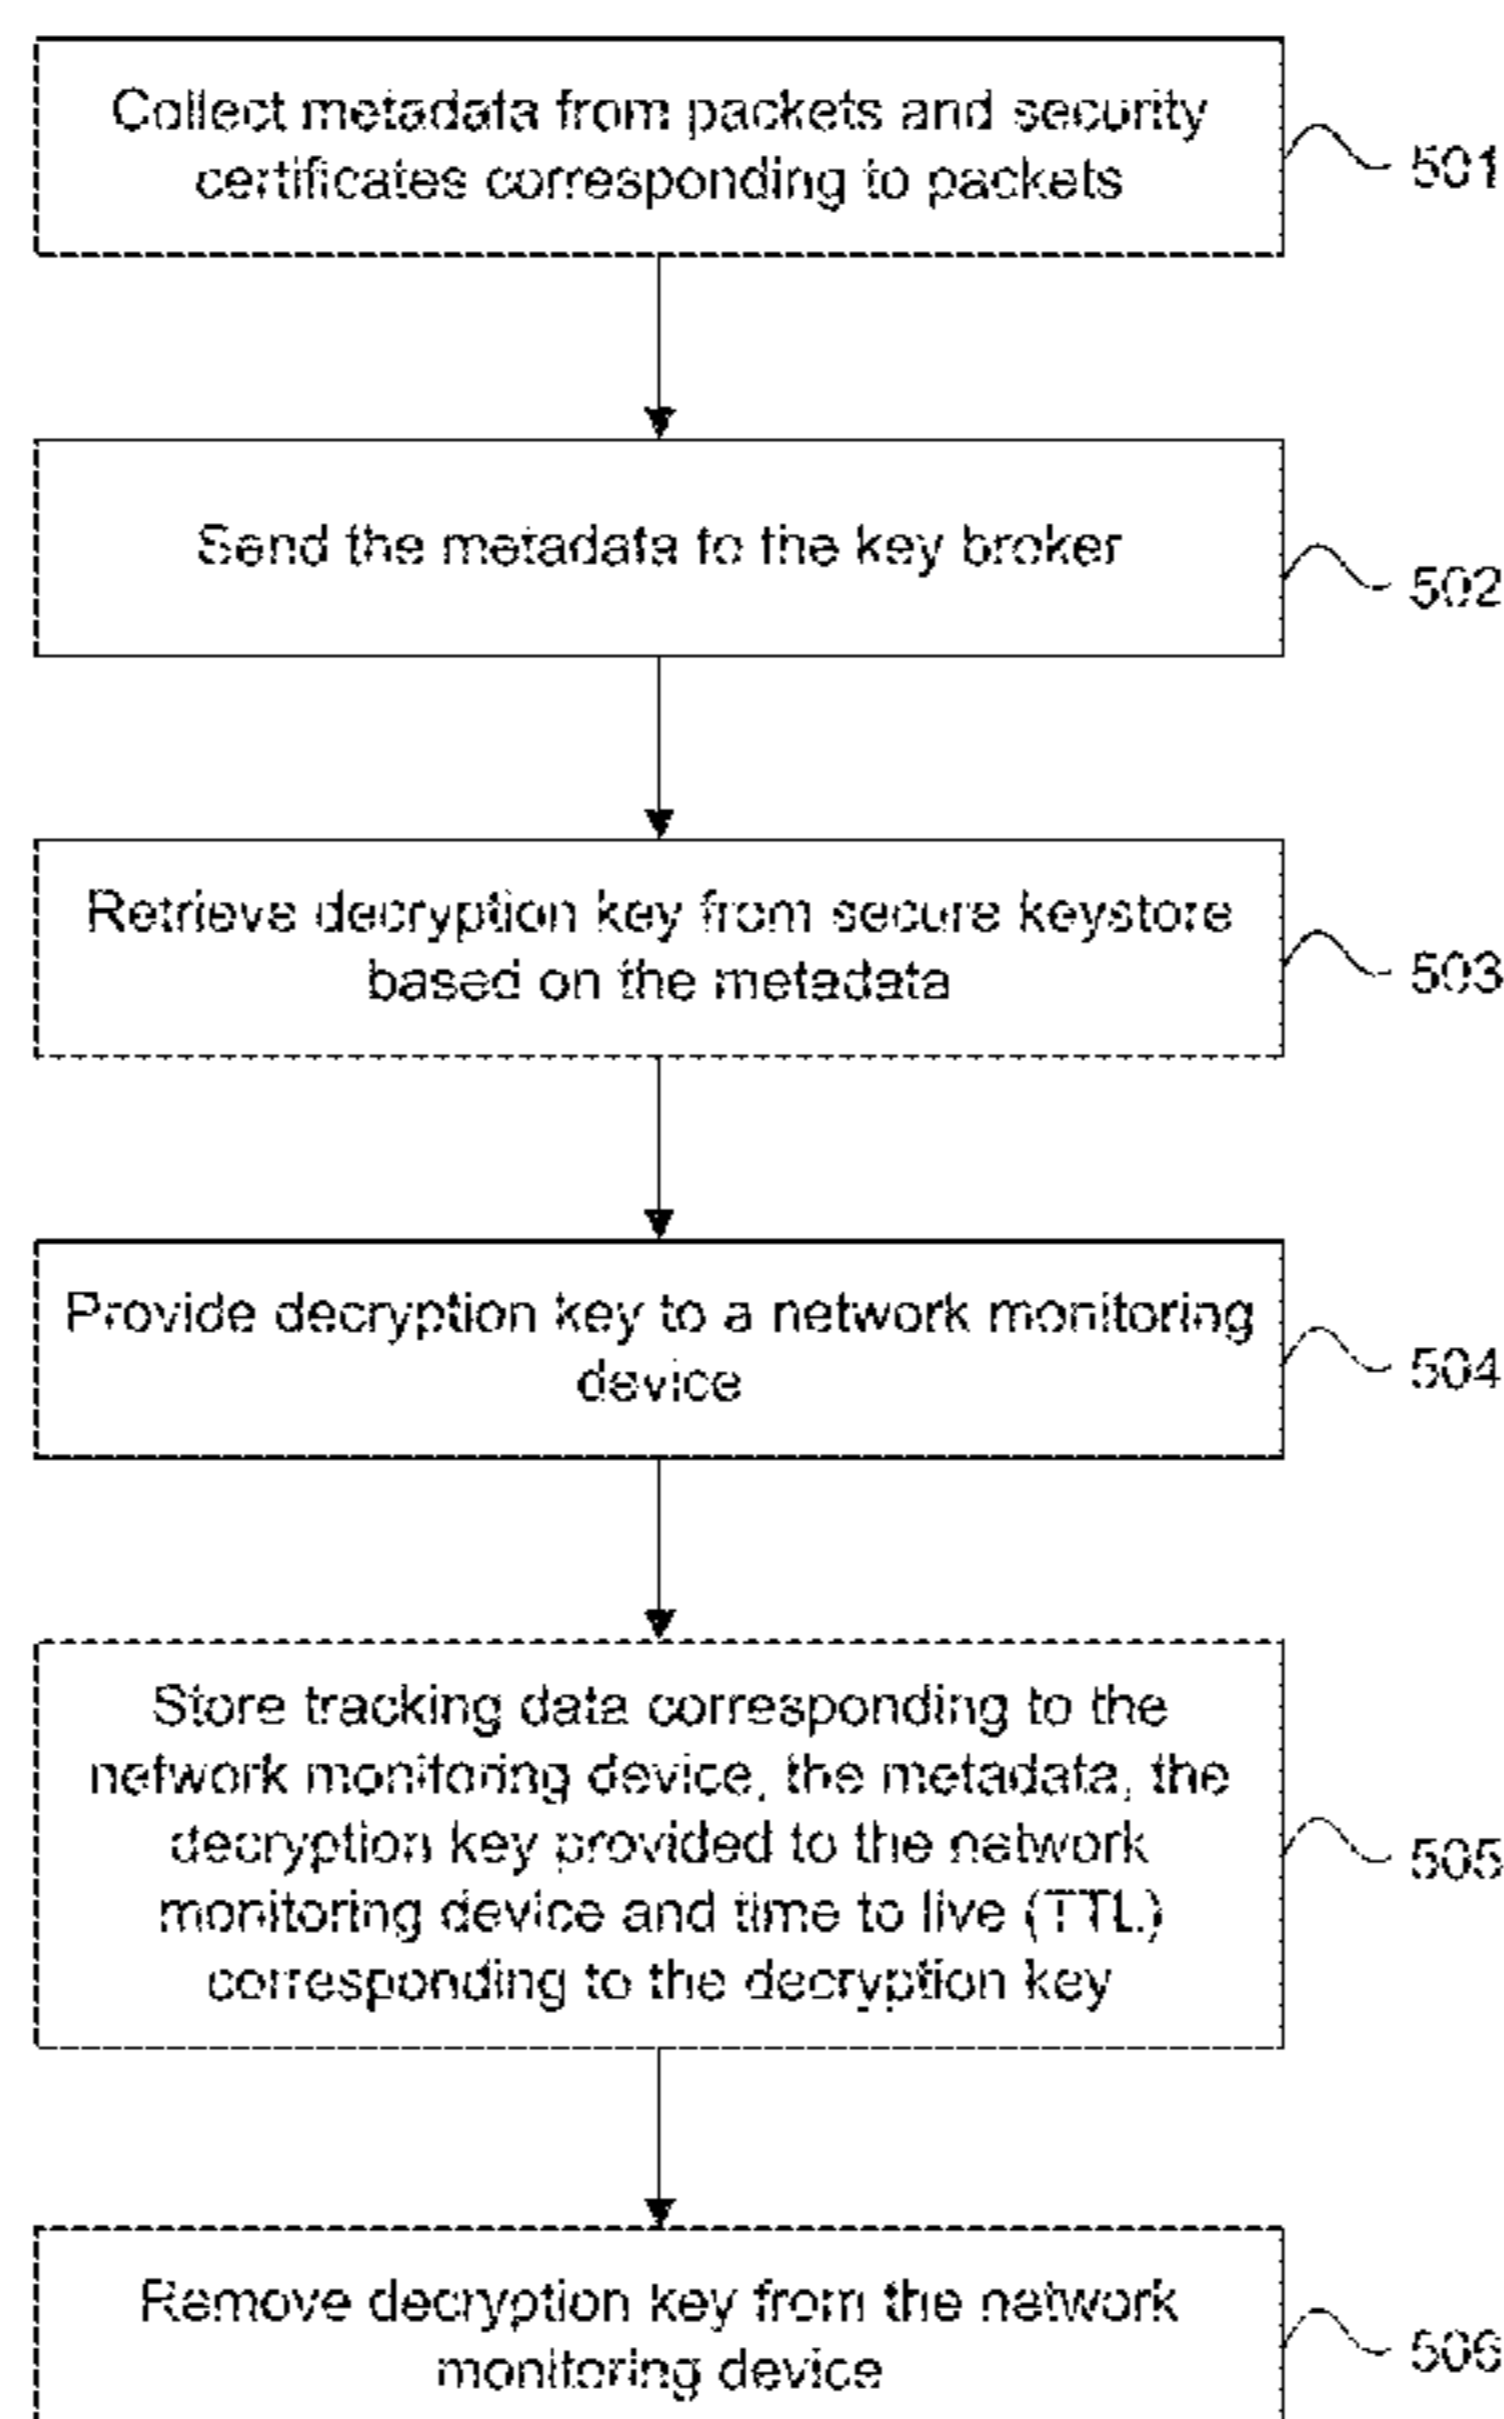 Collect metadata from packets and security
certificates corresponding to packets
501
Send the metadata to the key broker
502
Retrieve decryption key from secure keystore
based on the metadata
503
Provide decryption key to a network monitoring
device
504
Store tracking data corresponding to the
network monitoring device, the metadata, the
decryption key provided to the network
monitoring device and time to live (TTL)
corresponding to the decryption key
505
Remove decryption key from the network
monitoring device
506